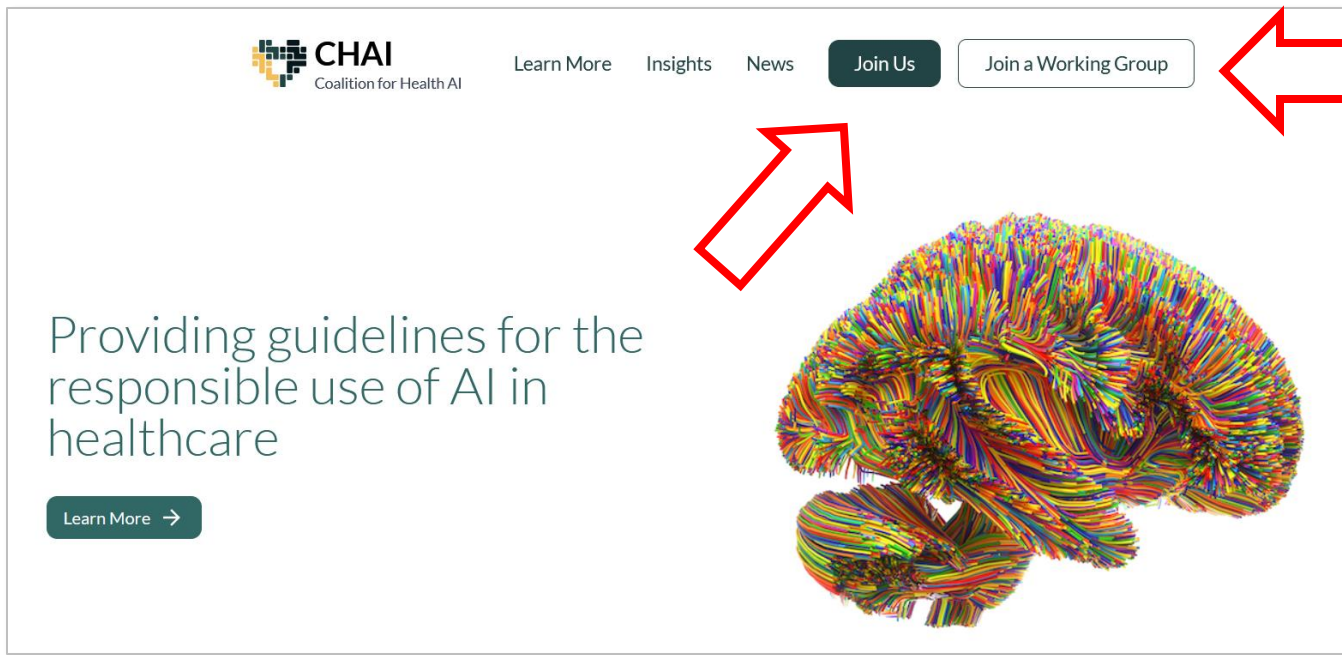 CHAI
Coalition for Health AI
Learn More
Insights
News
Join Us
Join a Working Group
Providing guidelines for the
responsible use of AI in
healthcare
Learn More →